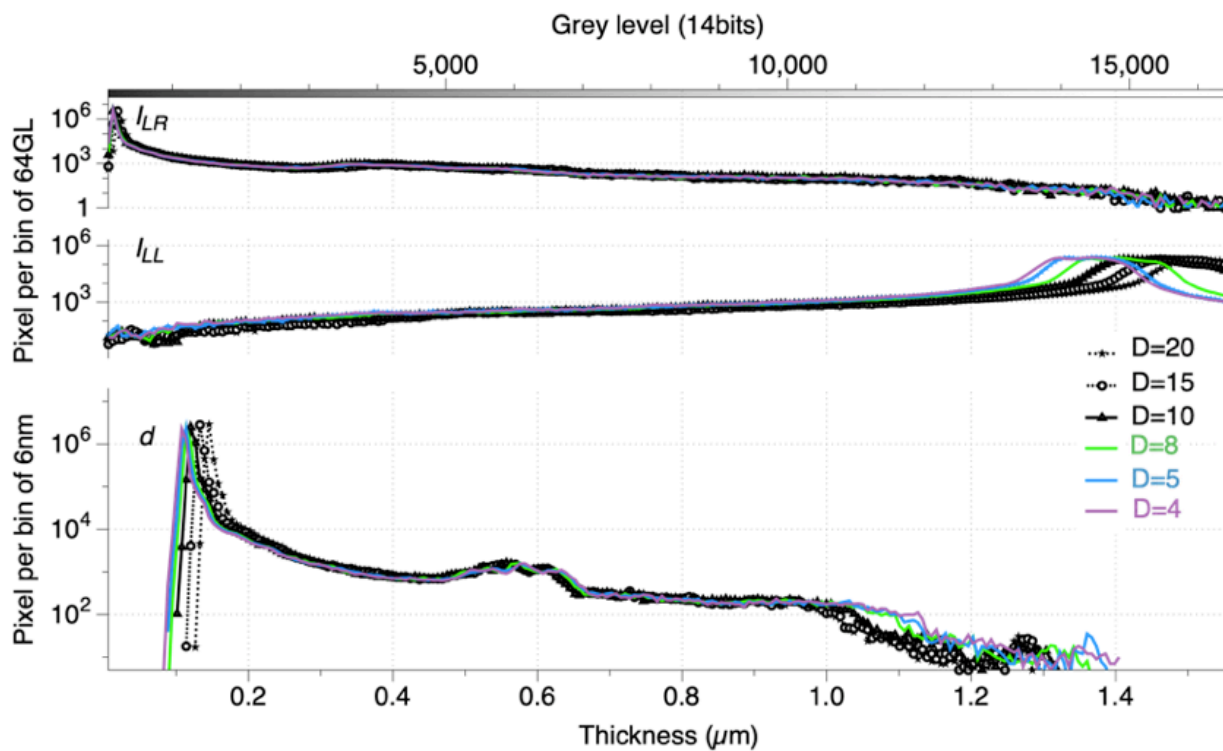 Grey level (14bits)
5,000 10,000 15,000
Pixel per bin of 64GL
10⁶
10³
1
I_LR
10⁶
10³
I_LL
D=20
D=15
D=10
D=8
D=5
D=4
Pixel per bin of 6nm
10⁶
10⁴
10²
d
0.2 0.4 0.6 0.8 1.0 1.2 1.4
Thickness (µm)